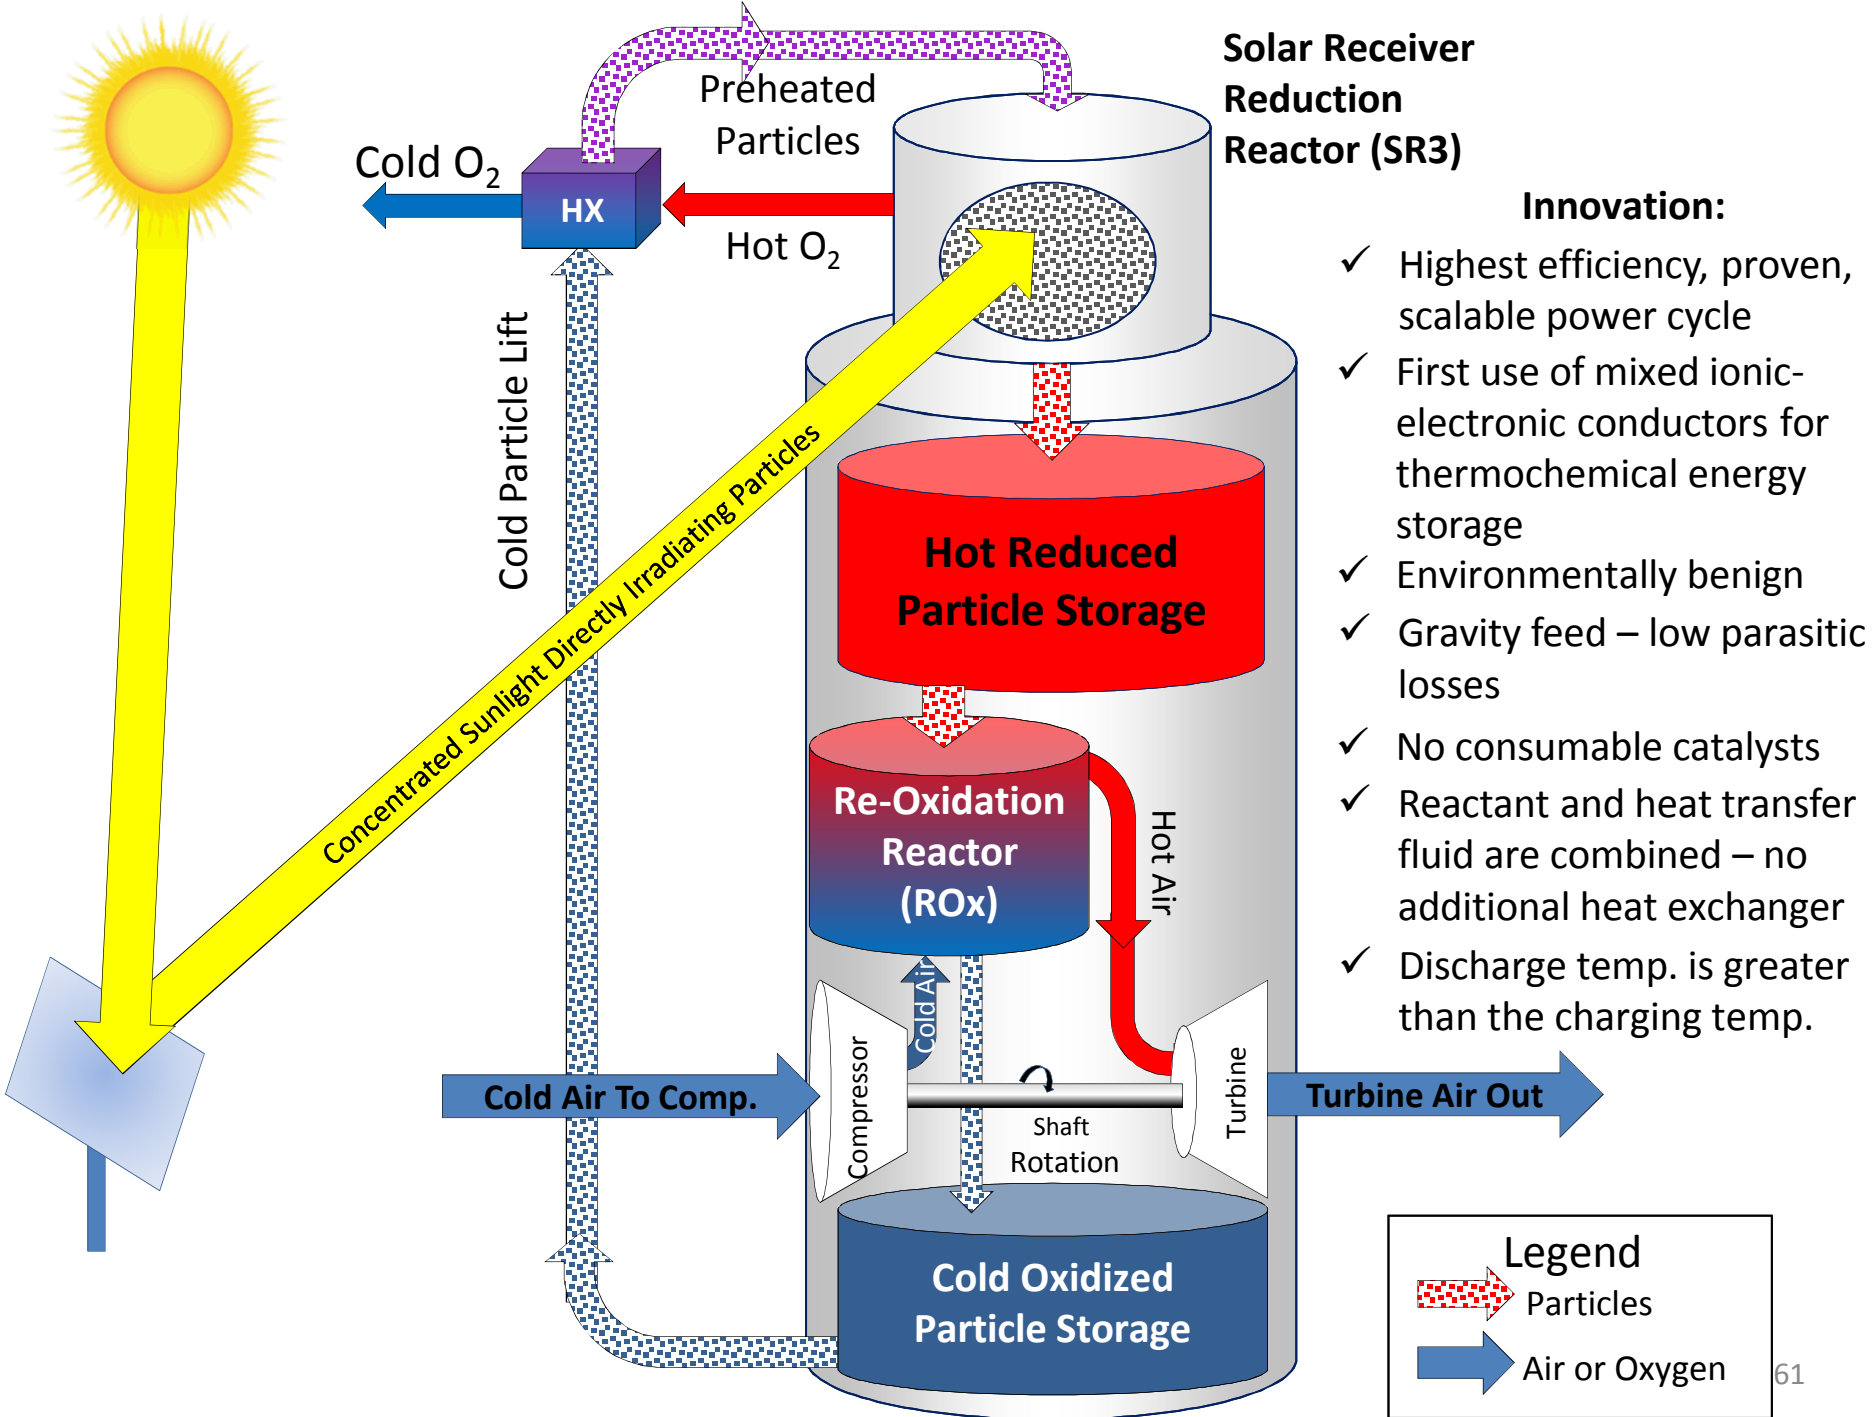 Solar Receiver
Reduction
Reactor (SR3)
Preheated
Particles
Cold O₂
HX
Hot O₂
Cold Particle Lift
Concentrated Sunlight Directly Irradiating Particles
Hot Reduced
Particle Storage
Re-Oxidation
Reactor
(ROx)
Hot Air
Cold Air
Cold Air To Comp.
Compressor
Shaft
Rotation
Turbine
Turbine Air Out
Cold Oxidized
Particle Storage
Innovation:
✓ Highest efficiency, proven,
scalable power cycle
✓ First use of mixed ionic-
electronic conductors for
thermochemical energy
storage
✓ Environmentally benign
✓ Gravity feed – low parasitic
losses
✓ No consumable catalysts
✓ Reactant and heat transfer
fluid are combined – no
additional heat exchanger
✓ Discharge temp. is greater
than the charging temp.
Legend
Particles
Air or Oxygen
61